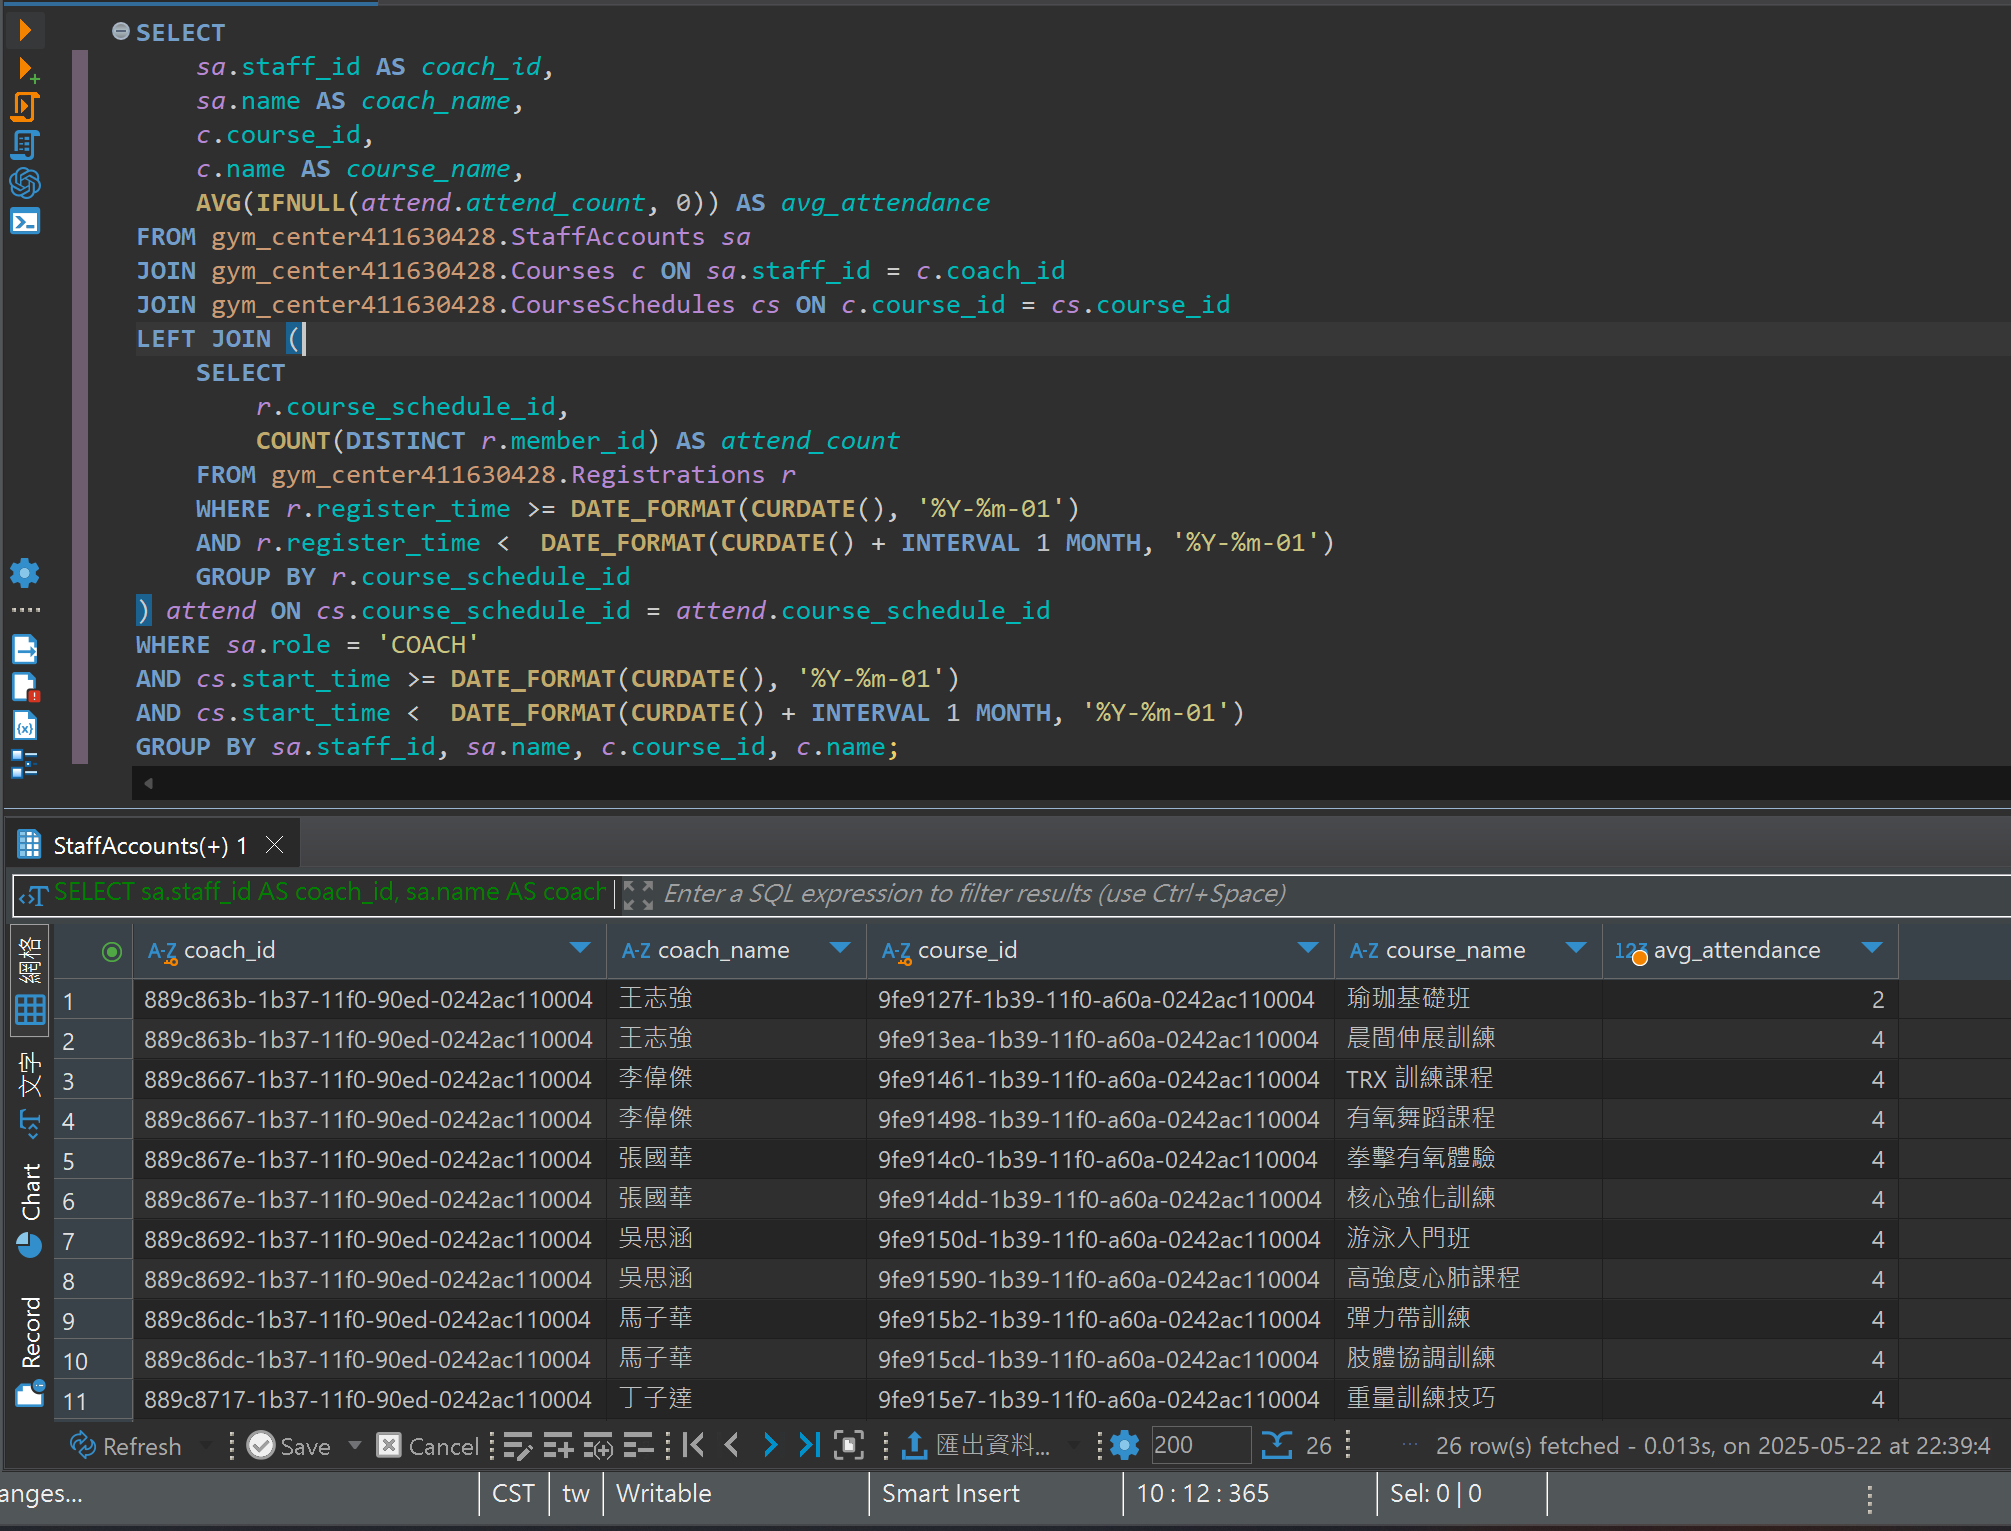 SELECT
sa.staff_id AS coach_id,
sa.name AS coach_name,
c.course_id,
c.name AS course_name,
AVG(IFNULL(attend.attend_count, 0)) AS avg_attendance
FROM gym_center411630428.StaffAccounts sa
JOIN gym_center411630428.Courses c ON sa.staff_id = c.coach_id
JOIN gym_center411630428.CourseSchedules cs ON c.course_id = cs.course_id
LEFT JOIN (
SELECT
r.course_schedule_id,
COUNT(DISTINCT r.member_id) AS attend_count
FROM gym_center411630428.Registrations r
WHERE r.register_time >= DATE_FORMAT(CURDATE(), '%Y-%m-01')
AND r.register_time <  DATE_FORMAT(CURDATE() + INTERVAL 1 MONTH, '%Y-%m-01')
GROUP BY r.course_schedule_id
) attend ON cs.course_schedule_id = attend.course_schedule_id
WHERE sa.role = 'COACH'
AND cs.start_time >= DATE_FORMAT(CURDATE(), '%Y-%m-01')
AND cs.start_time <  DATE_FORMAT(CURDATE() + INTERVAL 1 MONTH, '%Y-%m-01')
GROUP BY sa.staff_id, sa.name, c.course_id, c.name;
StaffAccounts(+) 1
SELECT sa.staff_id AS coach_id, sa.name AS coach
Enter a SQL expression to filter results (use Ctrl+Space)
網格
文字
Chart
Record
A-Z coach_id A-Z coach_name A-Z course_id A-Z course_name 123 avg_attendance
1 889c863b-1b37-11f0-90ed-0242ac110004 王志強 9fe9127f-1b39-11f0-a60a-0242ac110004 瑜珈基礎班 2
2 889c863b-1b37-11f0-90ed-0242ac110004 王志強 9fe913ea-1b39-11f0-a60a-0242ac110004 晨間伸展訓練 4
3 889c8667-1b37-11f0-90ed-0242ac110004 李偉傑 9fe91461-1b39-11f0-a60a-0242ac110004 TRX 訓練課程 4
4 889c8667-1b37-11f0-90ed-0242ac110004 李偉傑 9fe91498-1b39-11f0-a60a-0242ac110004 有氧舞蹈課程 4
5 889c867e-1b37-11f0-90ed-0242ac110004 張國華 9fe914c0-1b39-11f0-a60a-0242ac110004 拳擊有氧體驗 4
6 889c867e-1b37-11f0-90ed-0242ac110004 張國華 9fe914dd-1b39-11f0-a60a-0242ac110004 核心強化訓練 4
7 889c8692-1b37-11f0-90ed-0242ac110004 吳思涵 9fe9150d-1b39-11f0-a60a-0242ac110004 游泳入門班 4
8 889c8692-1b37-11f0-90ed-0242ac110004 吳思涵 9fe91590-1b39-11f0-a60a-0242ac110004 高強度心肺課程 4
9 889c86dc-1b37-11f0-90ed-0242ac110004 馬子華 9fe915b2-1b39-11f0-a60a-0242ac110004 彈力帶訓練 4
10 889c86dc-1b37-11f0-90ed-0242ac110004 馬子華 9fe915cd-1b39-11f0-a60a-0242ac110004 肢體協調訓練 4
11 889c8717-1b37-11f0-90ed-0242ac110004 丁子達 9fe915e7-1b39-11f0-a60a-0242ac110004 重量訓練技巧 4
Refresh Save Cancel 匯出資料... 200 26 ... 26 row(s) fetched - 0.013s, on 2025-05-22 at 22:39:4
anges... CST tw Writable Smart Insert 10 : 12 : 365 Sel: 0 | 0